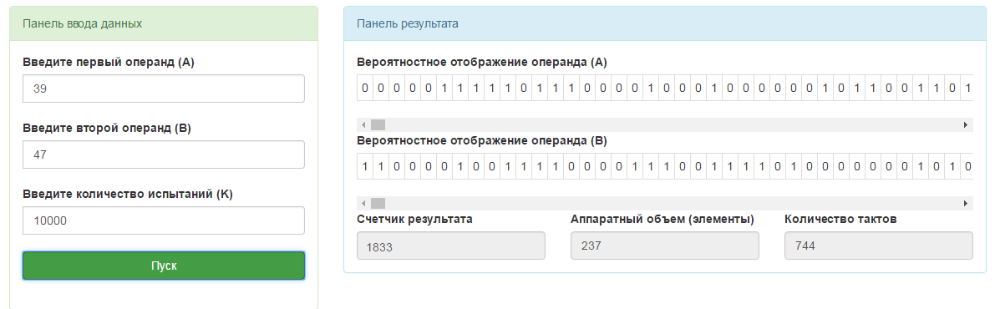 Панель ввода данных
Введите первый операнд (A)
39
Введите второй операнд (B)
47
Введите количество испытаний (K)
10000
Пуск
Панель результата
Вероятностное отображение операнда (A)
0 0 0 0 0 1 1 1 1 1 0 1 1 1 0 0 0 0 1 0 0 0 1 0 0 0 0 0 0 1 0 1 1 0 0 1 1 0 1
Вероятностное отображение операнда (B)
1 1 0 0 0 0 1 0 0 1 1 1 1 0 0 0 0 1 1 1 0 0 1 1 1 1 0 1 0 0 0 0 0 0 0 1 0 1 0
Счетчик результата Аппаратный объем (элементы) Количество тактов
1833 237 744